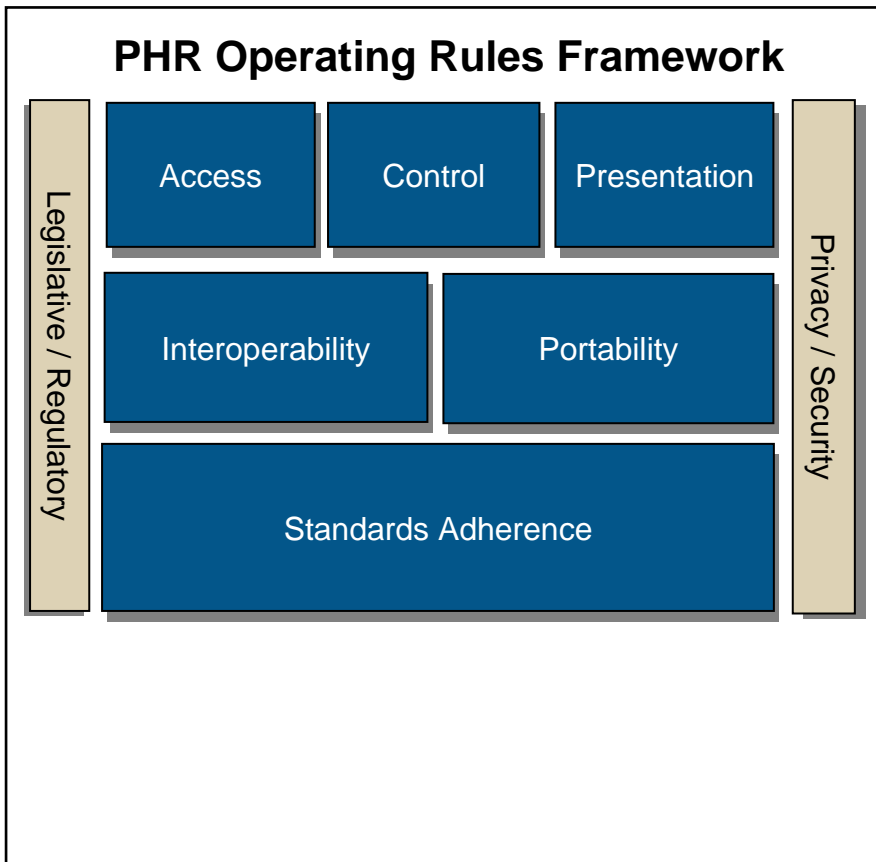 PHR Operating Rules Framework
Legislative / Regulatory
Access
Control
Presentation
Privacy / Security
Interoperability
Portability
Standards Adherence